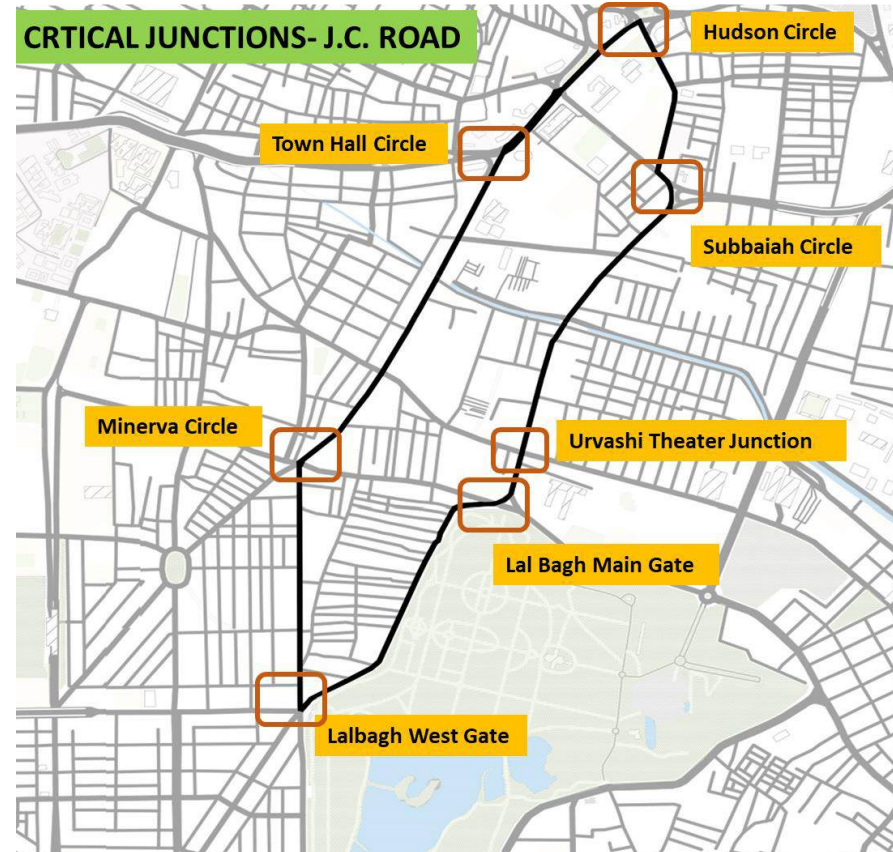 CRTICAL JUNCTIONS- J.C. ROAD
Hudson Circle
Town Hall Circle
Subbaiah Circle
Minerva Circle
Urvashi Theater Junction
Lal Bagh Main Gate
Lalbagh West Gate